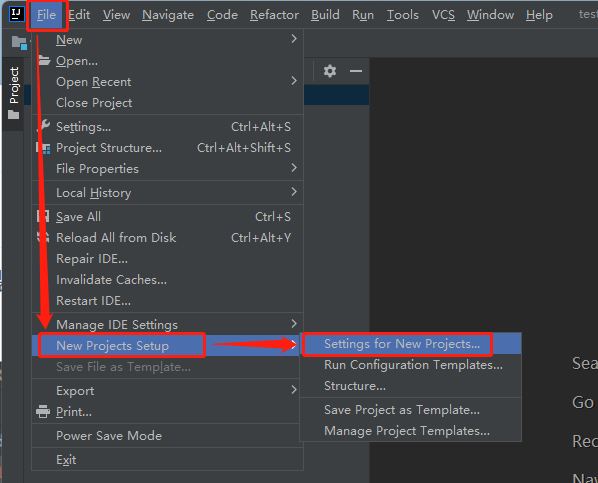 IJ File Edit View Navigate Code Refactor Build Run Tools VCS Window Help test
Project
New
Open...
Open Recent
Close Project
Settings... Ctrl+Alt+S
Project Structure... Ctrl+Alt+Shift+S
File Properties
Local History
Save All Ctrl+S
Reload All from Disk Ctrl+Alt+Y
Repair IDE...
Invalidate Caches...
Restart IDE...
Manage IDE Settings
New Projects Setup Settings for New Projects...
Save File as Template... Run Configuration Templates...
Structure...
Export
Save Project as Template...
Print...
Manage Project Templates...
Power Save Mode
Exit
Sea
Go
Rec
Nav